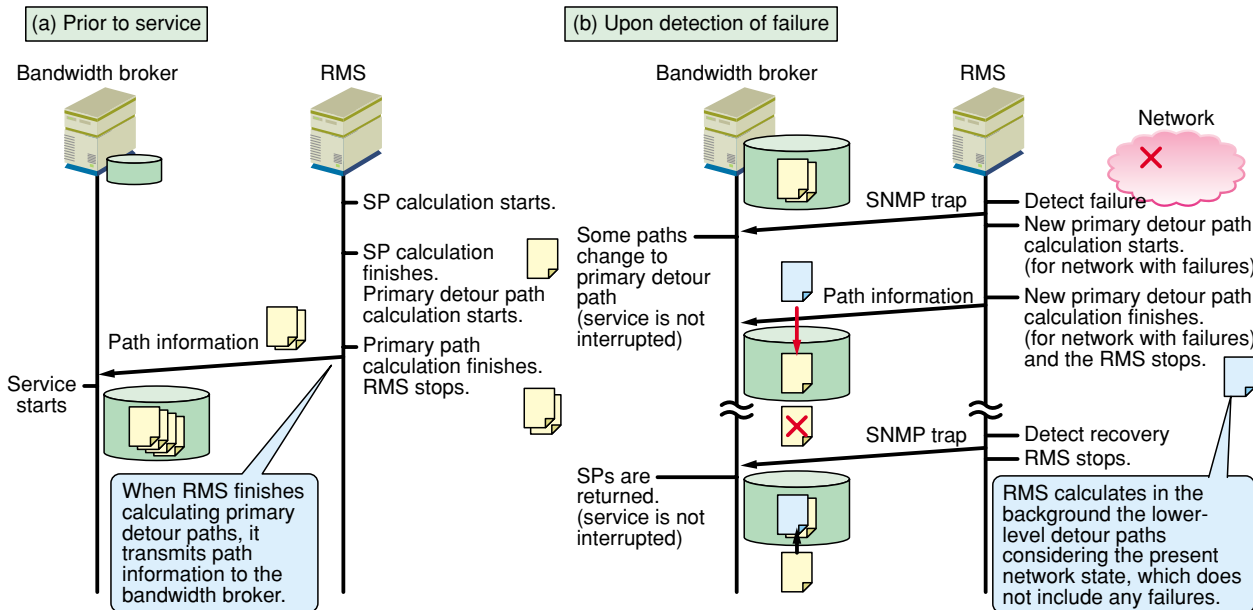 (a) Prior to service
Bandwidth broker
RMS
SP calculation starts.
SP calculation
finishes.
Primary detour path
calculation starts.
Path information
Primary path
calculation finishes.
RMS stops.
Service
starts
When RMS finishes
calculating primary
detour paths, it
transmits path
information to the
bandwidth broker.
(b) Upon detection of failure
Bandwidth broker
RMS
Network
SNMP trap
Detect failure
Some paths
change to
primary detour
path
(service is not
interrupted)
New primary detour path
calculation starts.
(for network with failures)
Path information
New primary detour path
calculation finishes.
(for network with failures)
and the RMS stops.
SNMP trap
Detect recovery
RMS stops.
SPs are
returned.
(service is not
interrupted)
RMS calculates in the
background the lower-
level detour paths
considering the present
network state, which does
not include any failures.